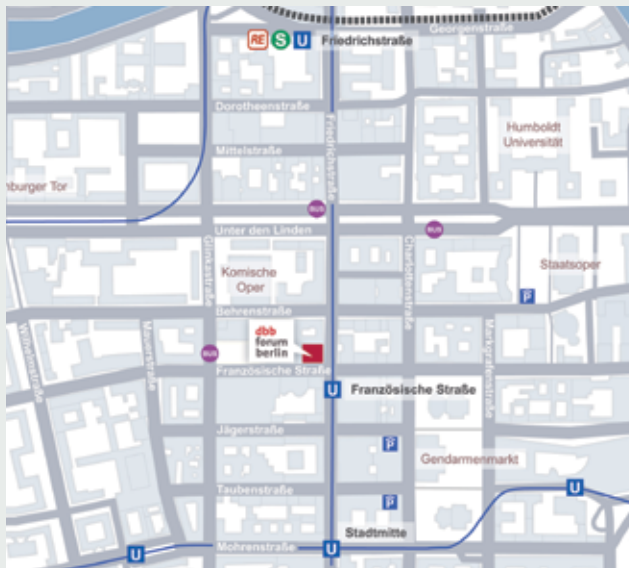 RE S U Friedrichstraße
Georgenstraße
Dorotheenstraße
Friedrichstraße
Humboldt
Universität
Mittelstraße
nburger Tor
BUS
Unter den Linden
BUS
Glinkastraße
Charlottenstraße
Komische
Oper
Staatsoper
P
Behrenstraße
Wilhelmstraße
Mauerstraße
dbb
forum
berlin
BUS
Markgrafenstraße
Französische Straße
U Französische Straße
Jägerstraße
P
Gendarmenmarkt
Taubenstraße
P
U
Stadtmitte
Mohrenstraße
U
U